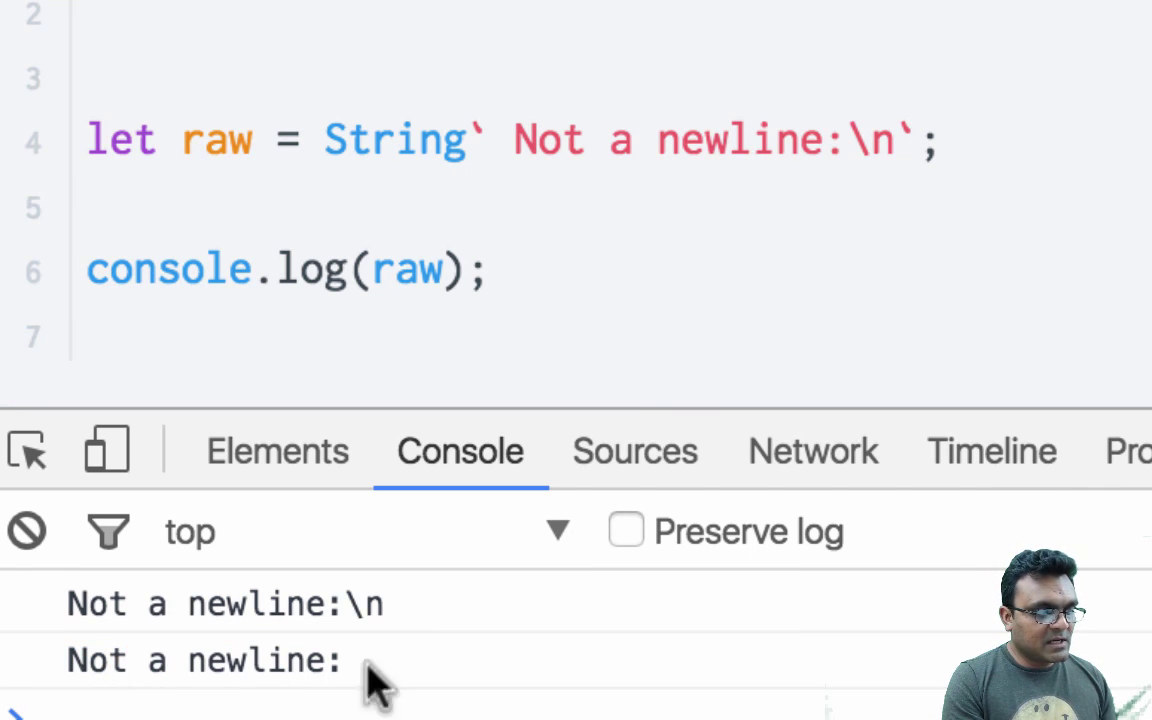 2
3
4 let raw = String` Not a newline:\n`;
5
6 console.log(raw);
7
Elements Console Sources Network Timeline Pro
top Preserve log
Not a newline:\n
Not a newline: